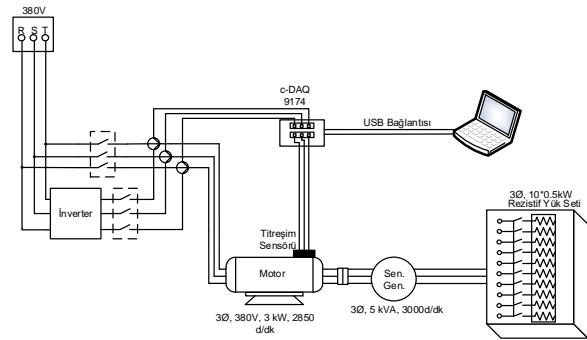 380V
R S T
c-DAQ
9174
USB Bağlantısı
İnverter
Titreşim
Sensörü
Motor
Sen.
Gen.
3Ø, 10*0.5kW
Rezistif Yük Seti
3Ø, 380V, 3 kW, 2850
d/dk
3Ø, 5 kVA, 3000d/dk